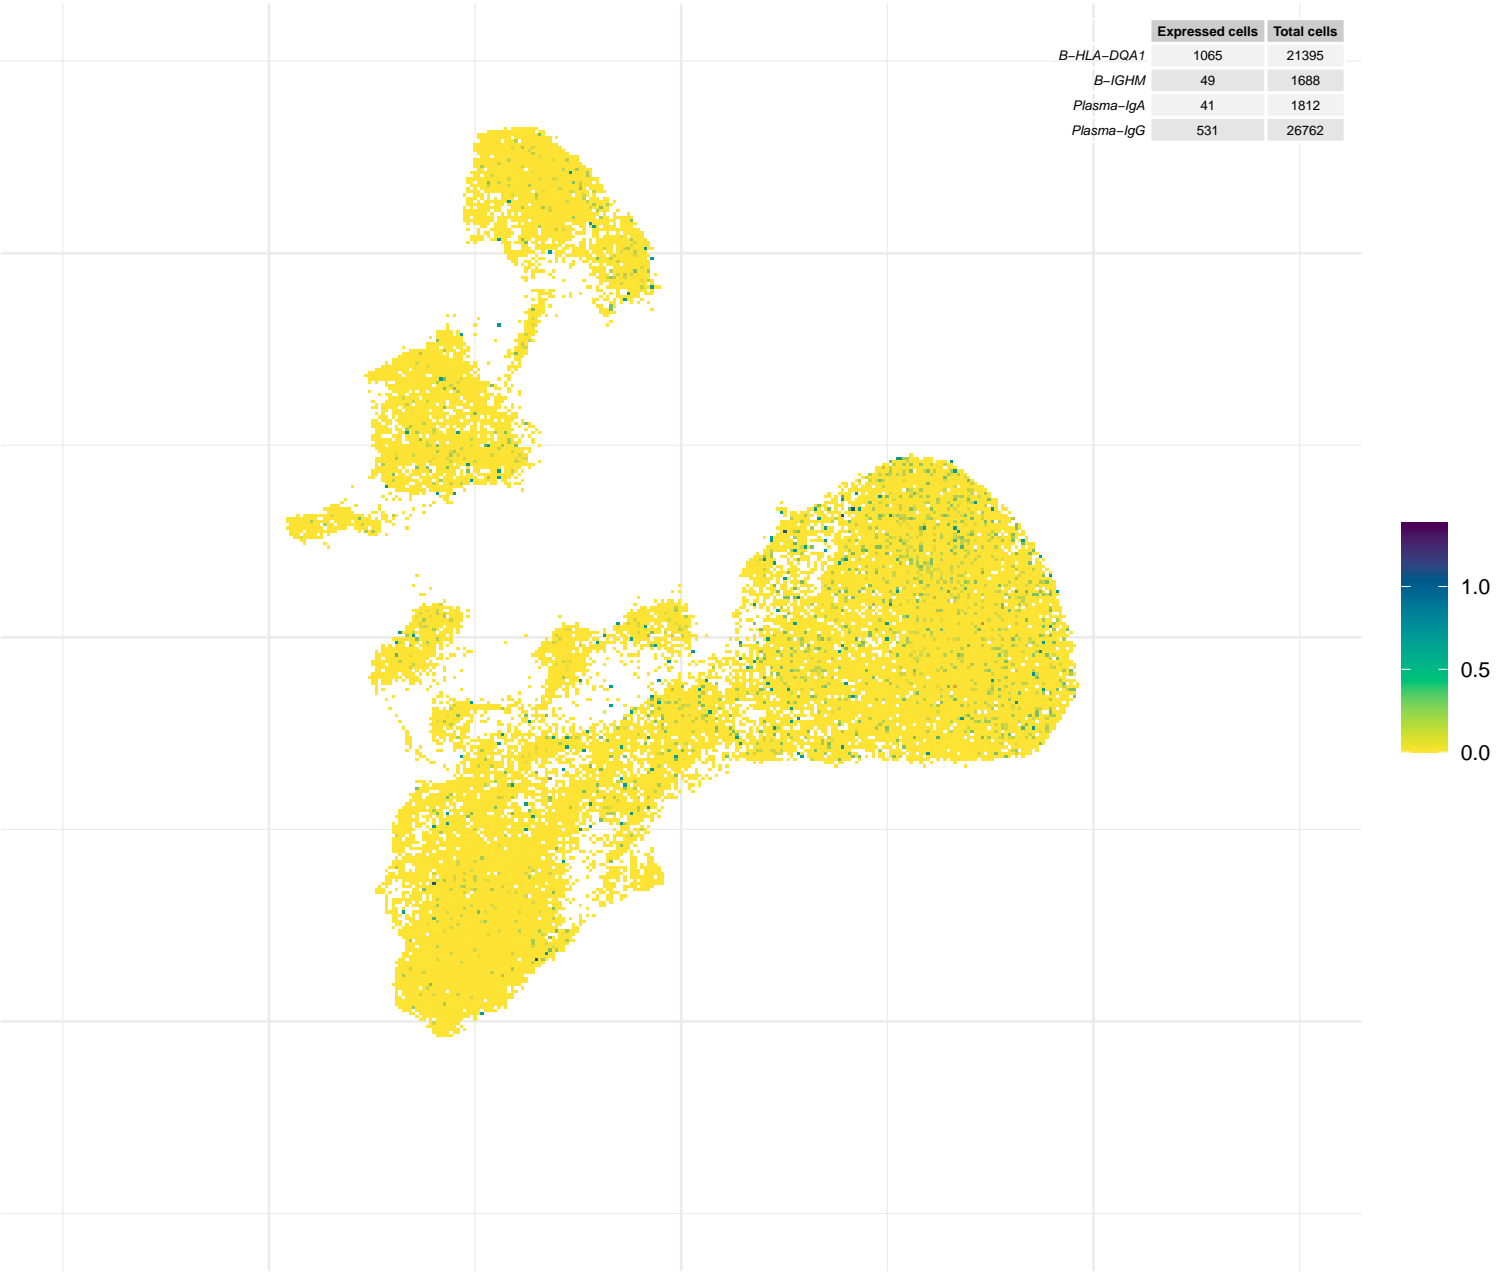 Expressed cells Total cells
B−HLA−DQA1 1065 21395
B−IGHM 49 1688
Plasma−IgA 41 1812
Plasma−IgG 531 26762
1.0
0.5
0.0